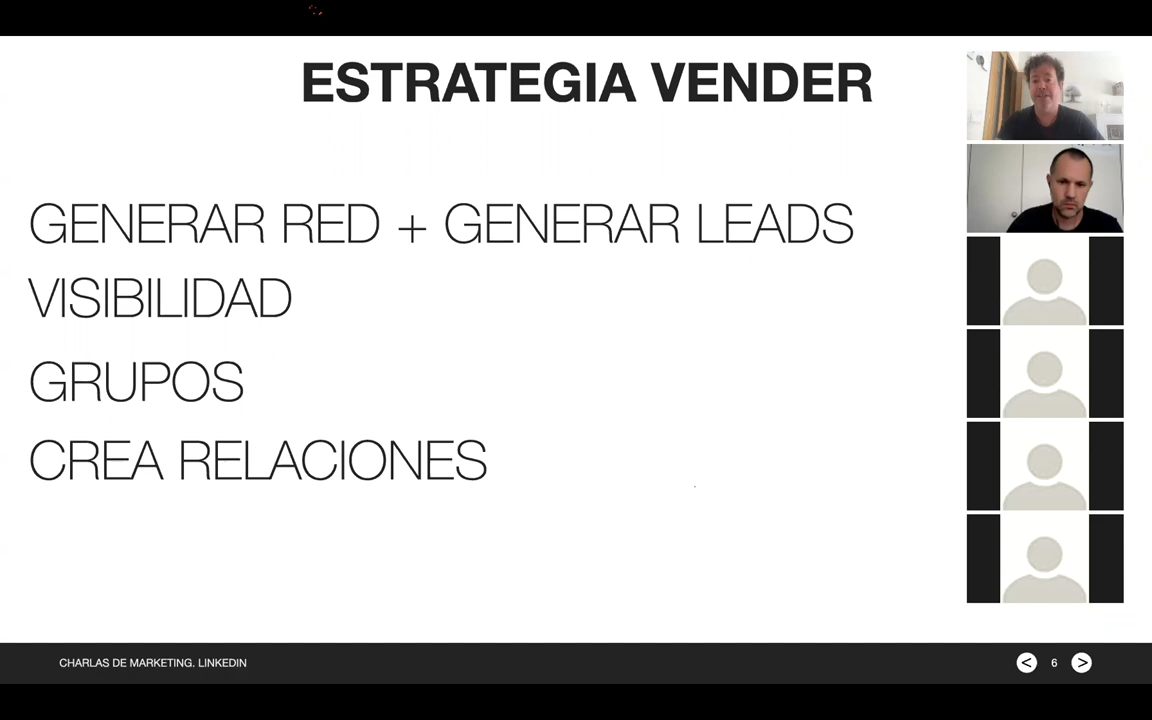 ESTRATEGIA VENDER
GENERAR RED + GENERAR LEADS
VISIBILIDAD
GRUPOS
CREA RELACIONES
CHARLAS DE MARKETING. LINKEDIN
< 6 >